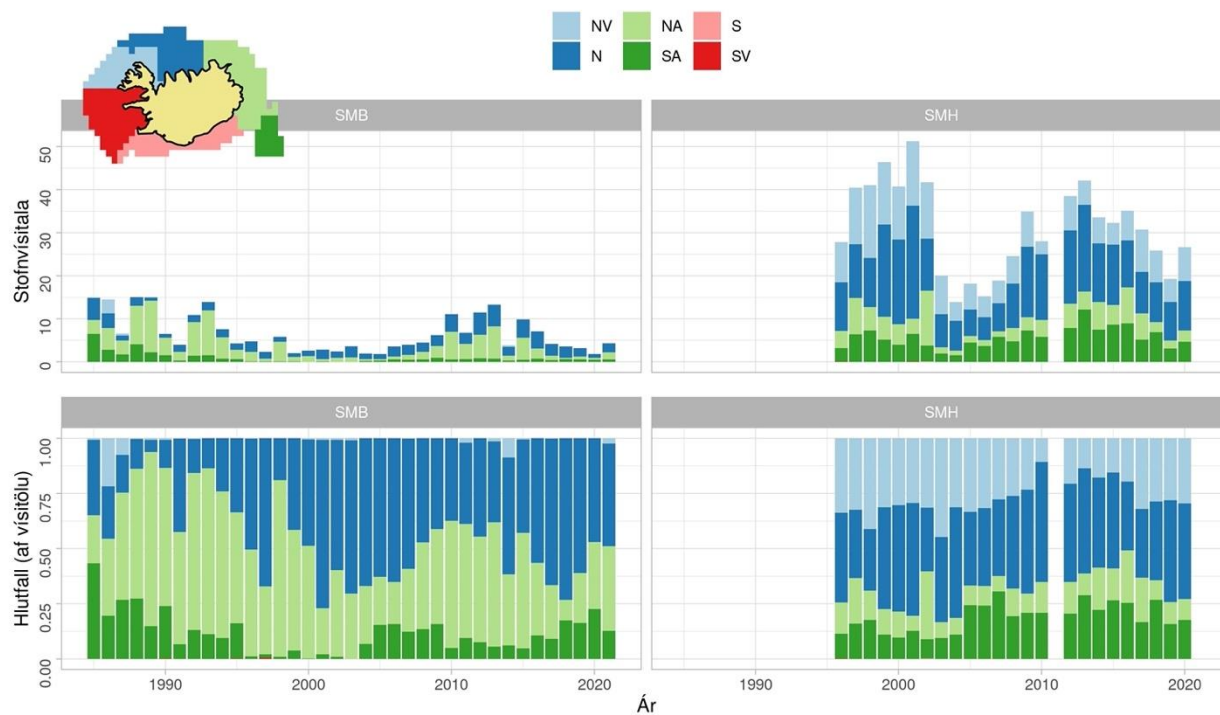 NV NA S
N SA SV
SMB SMH
Stofnvísitala
50
40
30
20
10
0
SMB SMH
Hlutfall (af vísitölu)
1.00
0.75
0.50
0.25
0.00
1990 2000 2010 2020 1990 2000 2010 2020
Ár